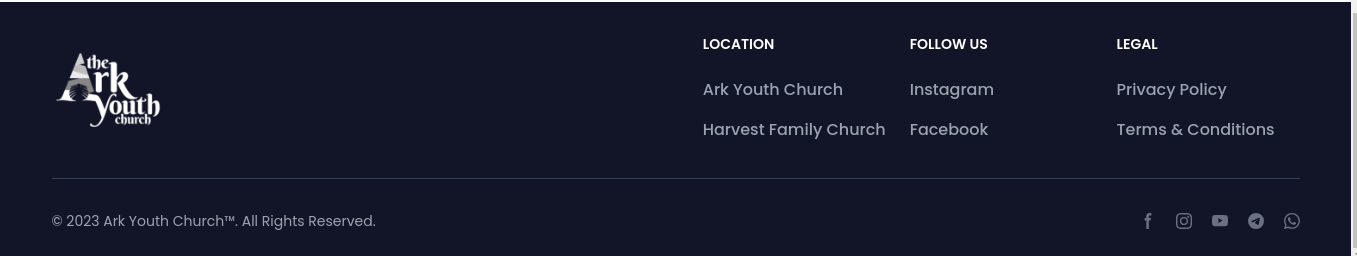 the
Ark
Youth
church
LOCATION
Ark Youth Church
Harvest Family Church
FOLLOW US
Instagram
Facebook
LEGAL
Privacy Policy
Terms & Conditions
© 2023 Ark Youth Church™. All Rights Reserved.